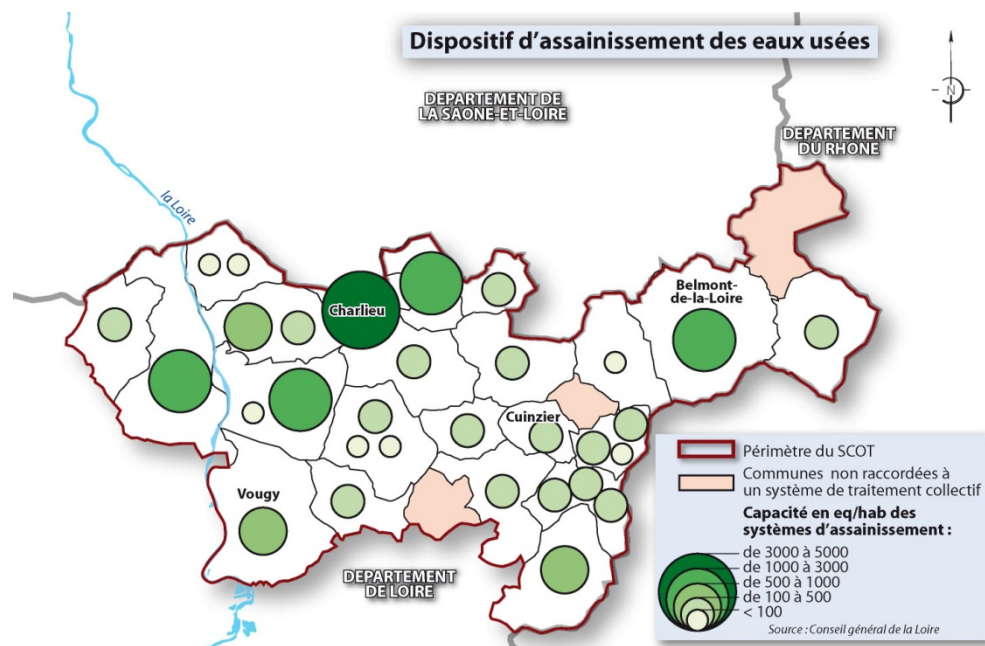 Dispositif d'assainissement des eaux usées
N
DEPARTEMENT DE
LA SAONE-ET-LOIRE
DEPARTEMENT
DU RHONE
la Loire
Charlieu
Belmont-
de-la-Loire
Cuinzier
Vougy
DEPARTEMENT
DE LOIRE
Périmètre du SCOT
Communes non raccordées à
un système de traitement collectif
Capacité en eq/hab des
systèmes d'assainissement :
de 3000 à 5000
de 1000 à 3000
de 500 à 1000
de 100 à 500
< 100
Source : Conseil général de la Loire